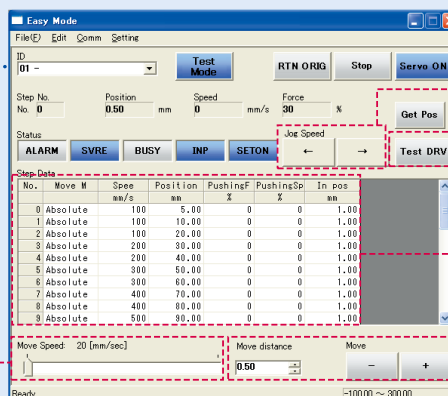 Easy Mode
File(F) Edit Comm Setting
ID
01 -
Test Mode
RTN ORIG
Stop
Servo ON
Step No. Position Speed Force
No. 0 0.50 mm 0 mm/s 30 %
Get Pos
Status
Jog Speed
ALARM SVRE BUSY INP SETON ← → Test DRV
Step Data
No. Move M Spee Position PushingF PushingSp In pos
mm/s mm % % mm
0 Absolute 100 5.00 0 0 1.00
1 Absolute 100 10.00 0 0 1.00
2 Absolute 100 20.00 0 0 1.00
3 Absolute 200 30.00 0 0 1.00
4 Absolute 200 40.00 0 0 1.00
5 Absolute 300 50.00 0 0 1.00
6 Absolute 300 60.00 0 0 1.00
7 Absolute 400 70.00 0 0 1.00
8 Absolute 400 80.00 0 0 1.00
9 Absolute 500 90.00 0 0 1.00
Move Speed: 20 [mm/sec]
Move distance Move
0.50 - +
Ready -100.00 ~ 300.00